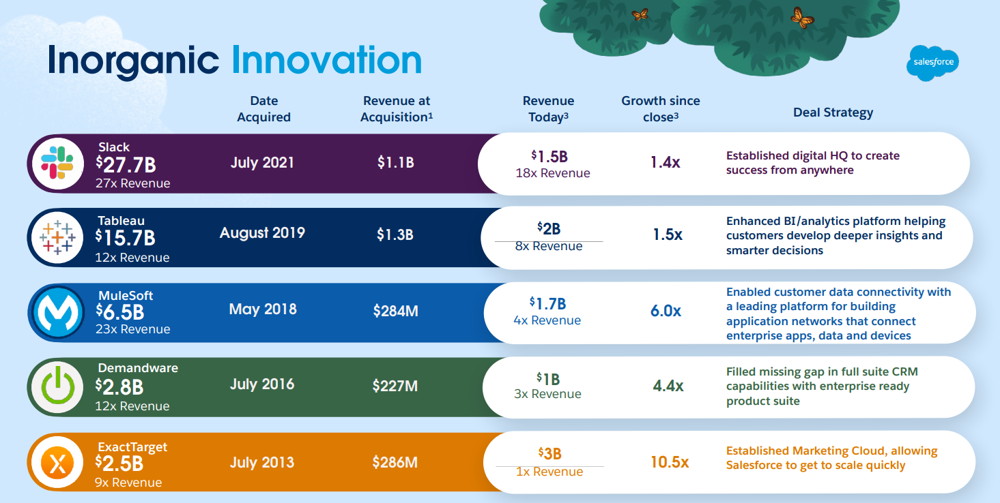 Inorganic Innovation
salesforce
Date
Acquired
Revenue at
Acquisition¹
Revenue
Today³
Growth since
close³
Deal Strategy
Slack
$27.7B
27x Revenue
July 2021
$1.1B
$1.5B
18x Revenue
1.4x
Established digital HQ to create
success from anywhere
Tableau
$15.7B
12x Revenue
August 2019
$1.3B
$2B
8x Revenue
1.5x
Enhanced BI/analytics platform helping
customers develop deeper insights and
smarter decisions
MuleSoft
$6.5B
23x Revenue
May 2018
$284M
$1.7B
4x Revenue
6.0x
Enabled customer data connectivity with
a leading platform for building
application networks that connect
enterprise apps, data and devices
Demandware
$2.8B
12x Revenue
July 2016
$227M
$1B
3x Revenue
4.4x
Filled missing gap in full suite CRM
capabilities with enterprise ready
product suite
X
ExactTarget
$2.5B
9x Revenue
July 2013
$286M
$3B
1x Revenue
10.5x
Established Marketing Cloud, allowing
Salesforce to get to scale quickly